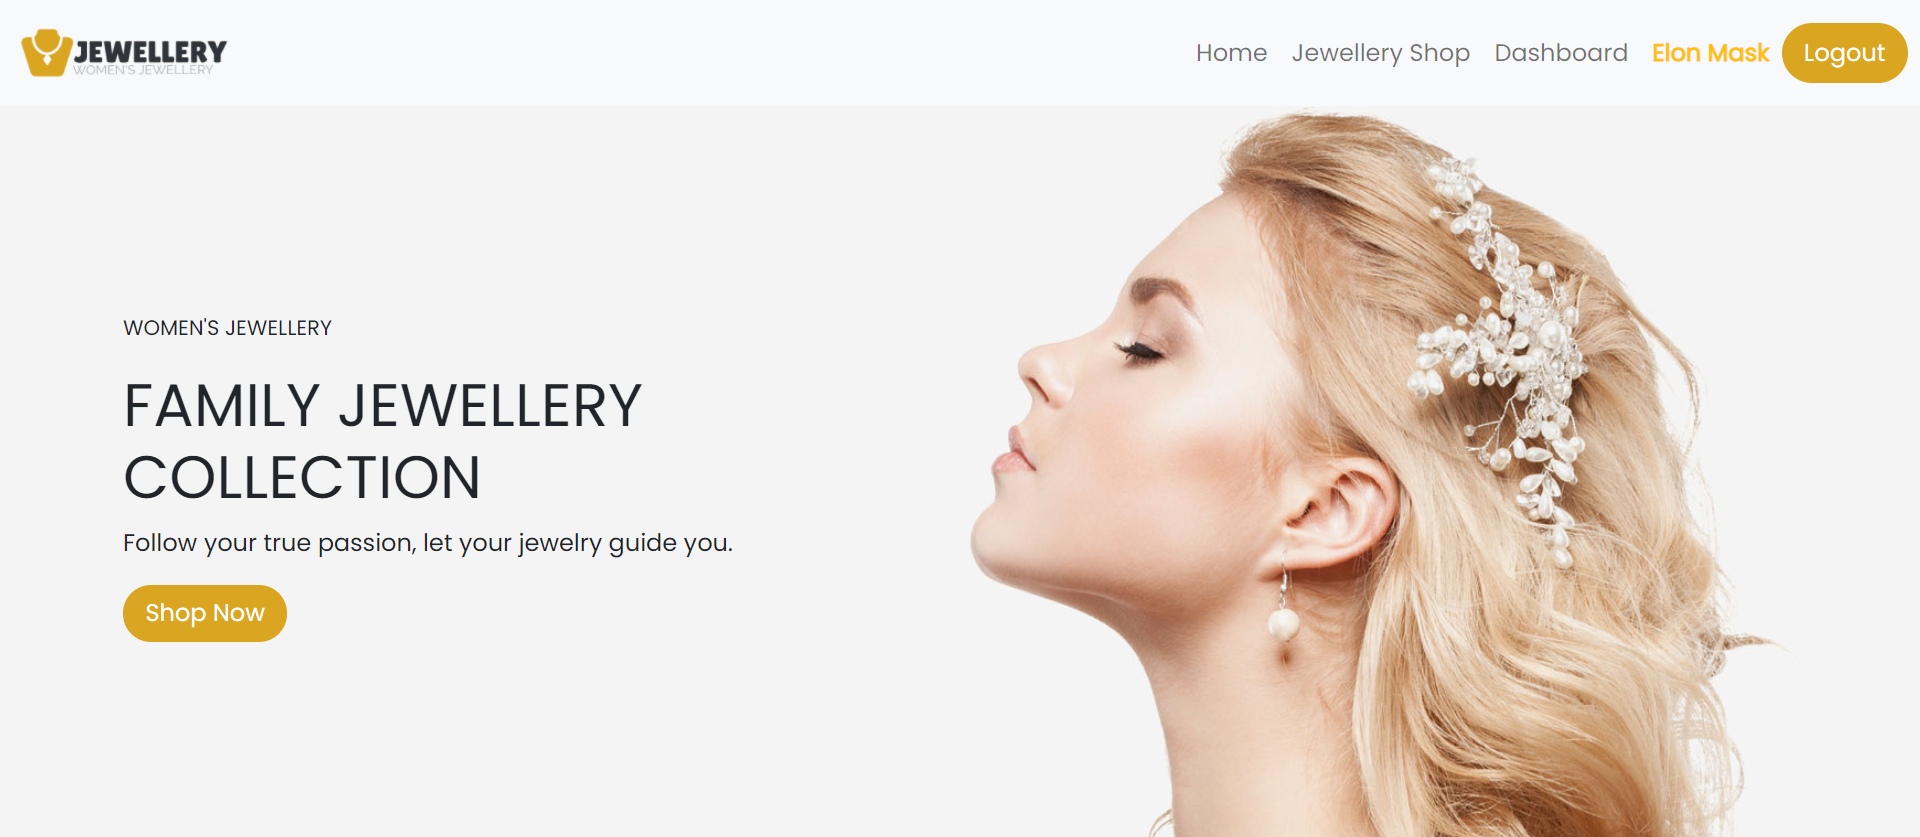 JEWELLERY
WOMEN'S JEWELLERY
Home Jewellery Shop Dashboard Elon Mask Logout
WOMEN'S JEWELLERY
FAMILY JEWELLERY
COLLECTION
Follow your true passion, let your jewelry guide you.
Shop Now